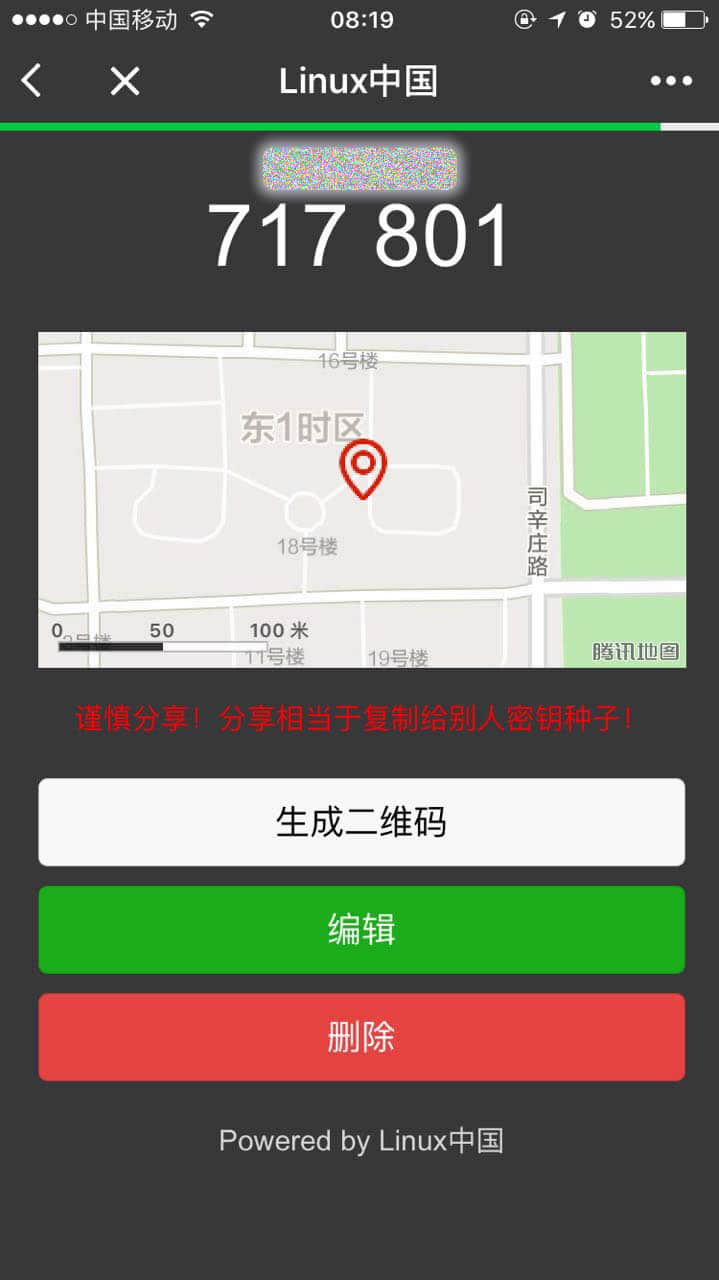 中国移动 08:19 52%
Linux中国
717 801
16号楼
东1时区
司辛庄路
18号楼
0 50 100 米
11号楼
19号楼
腾讯地图
谨慎分享！分享相当于复制给别人密钥种子！
生成二维码
编辑
删除
Powered by Linux中国